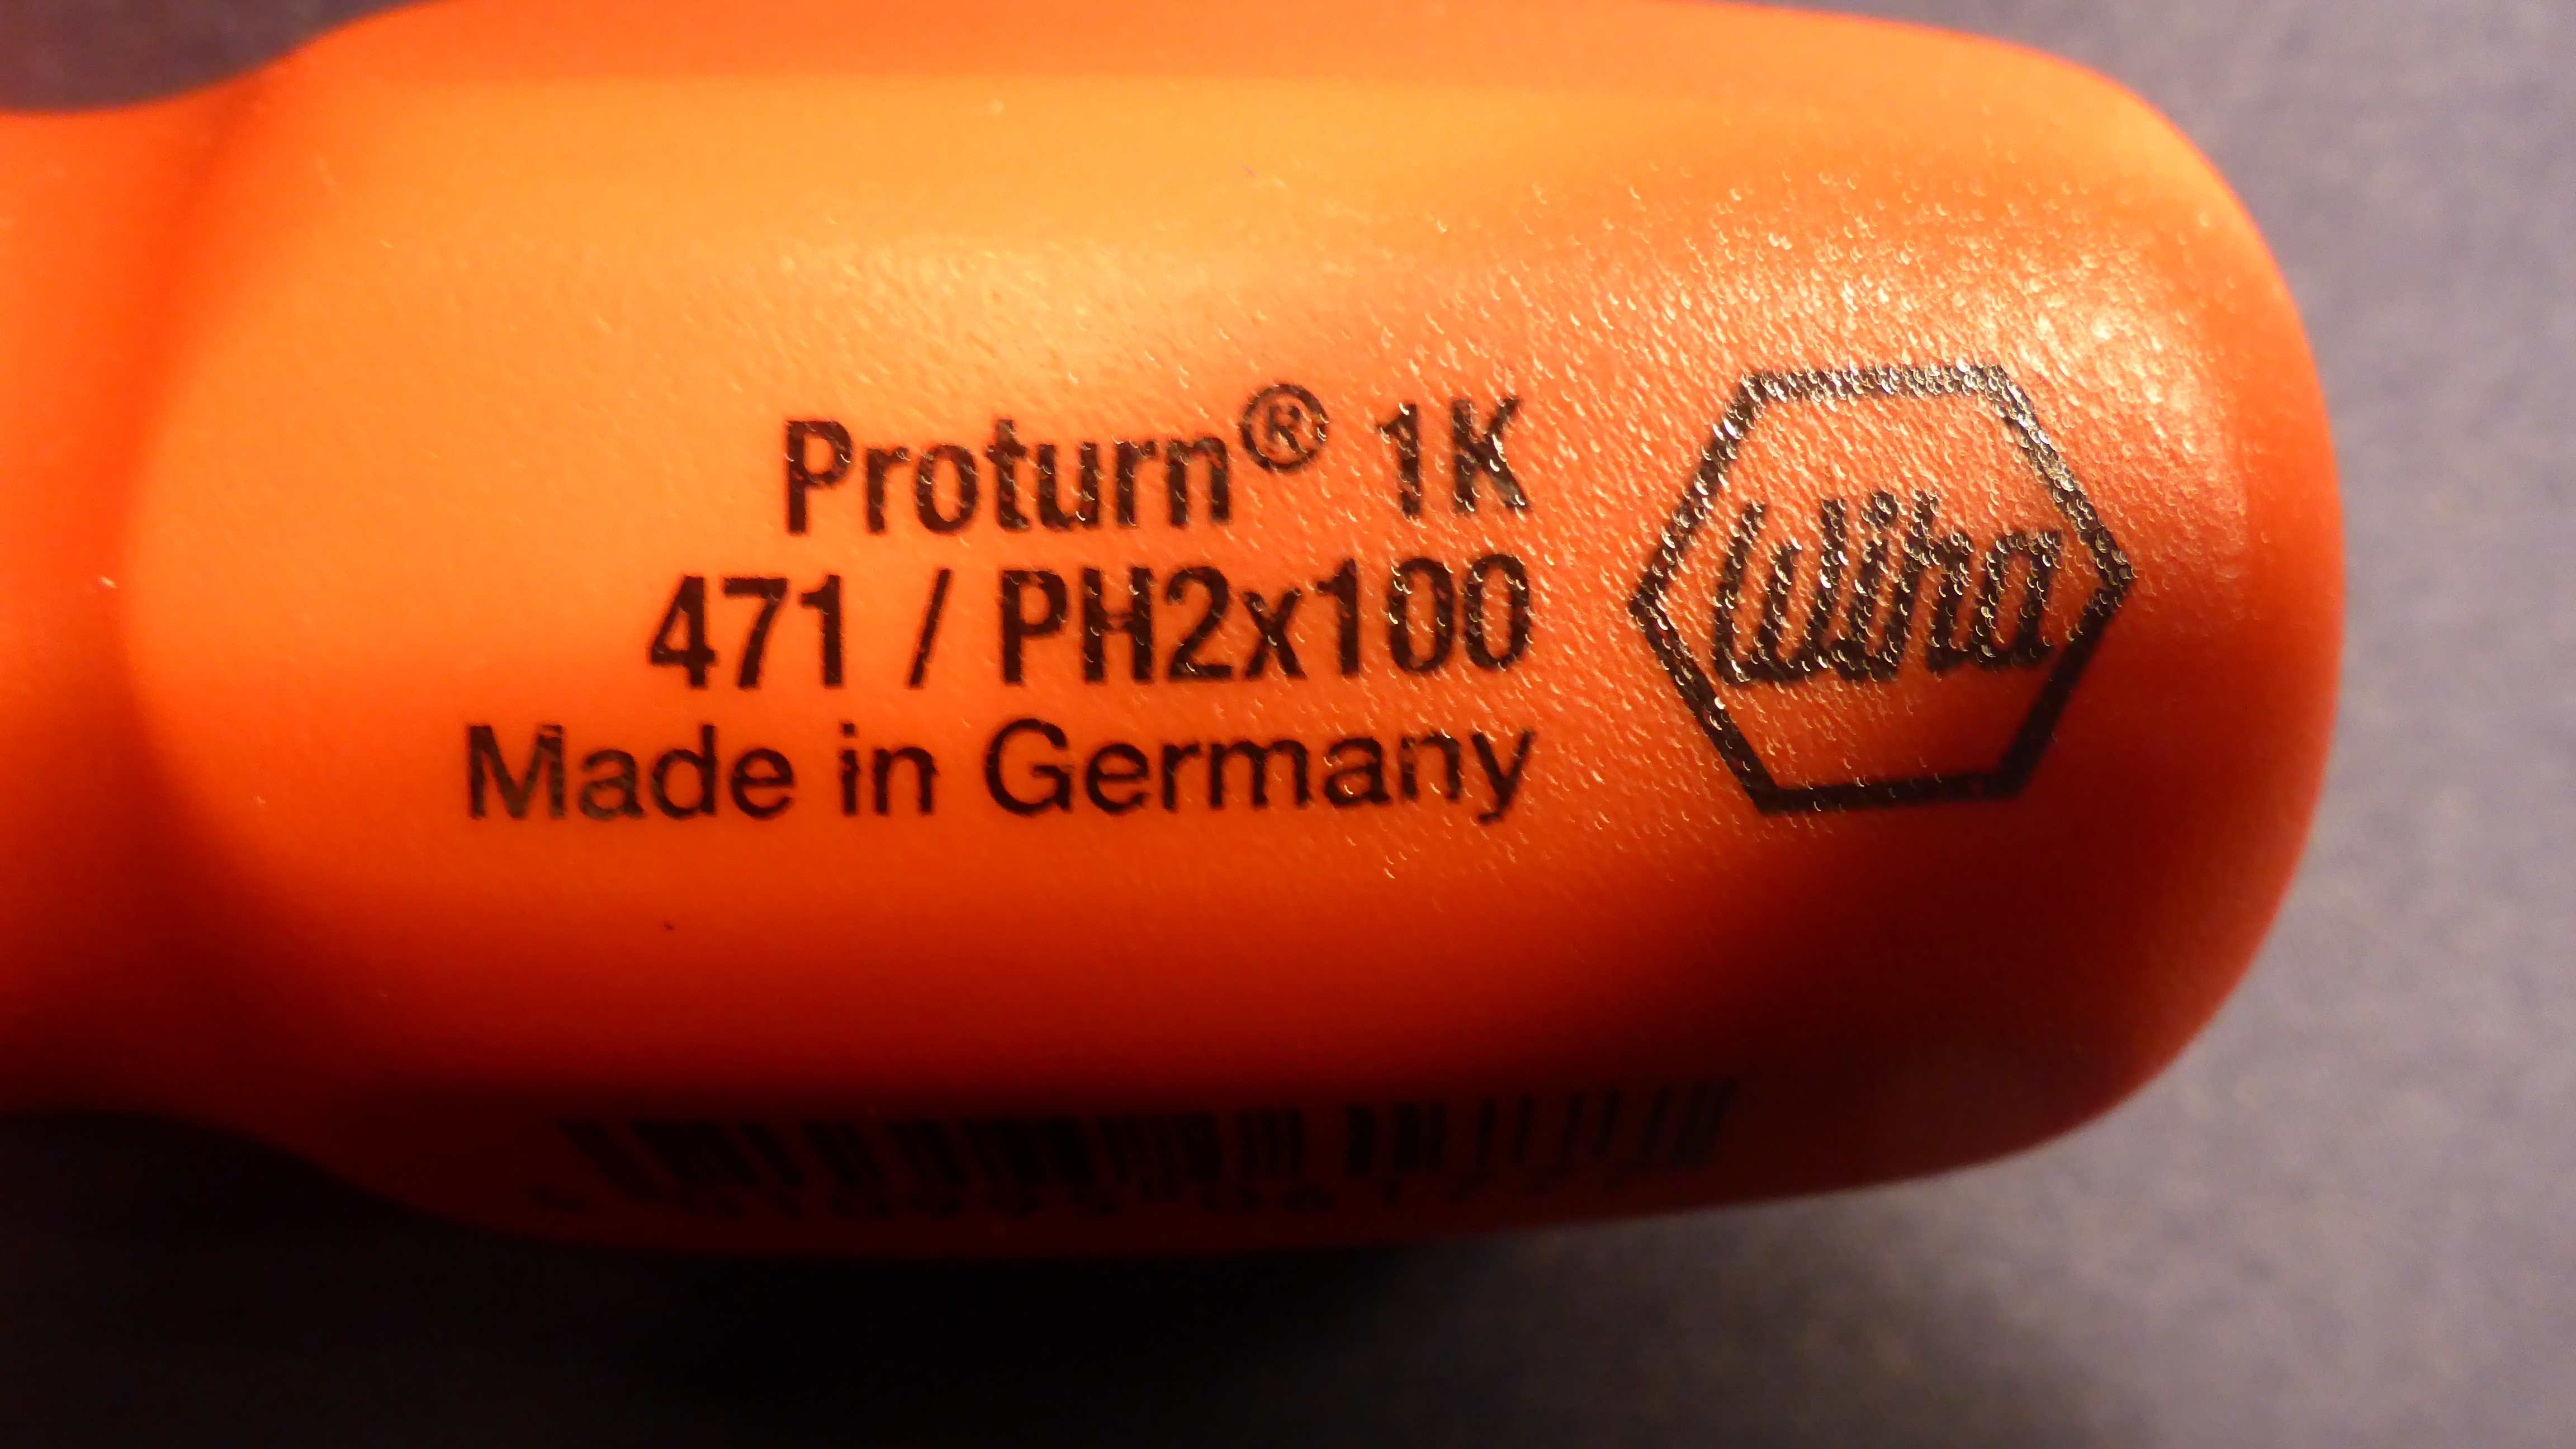 Proturn® 1K
471 / PH2x100
Made in Germany
Wiha